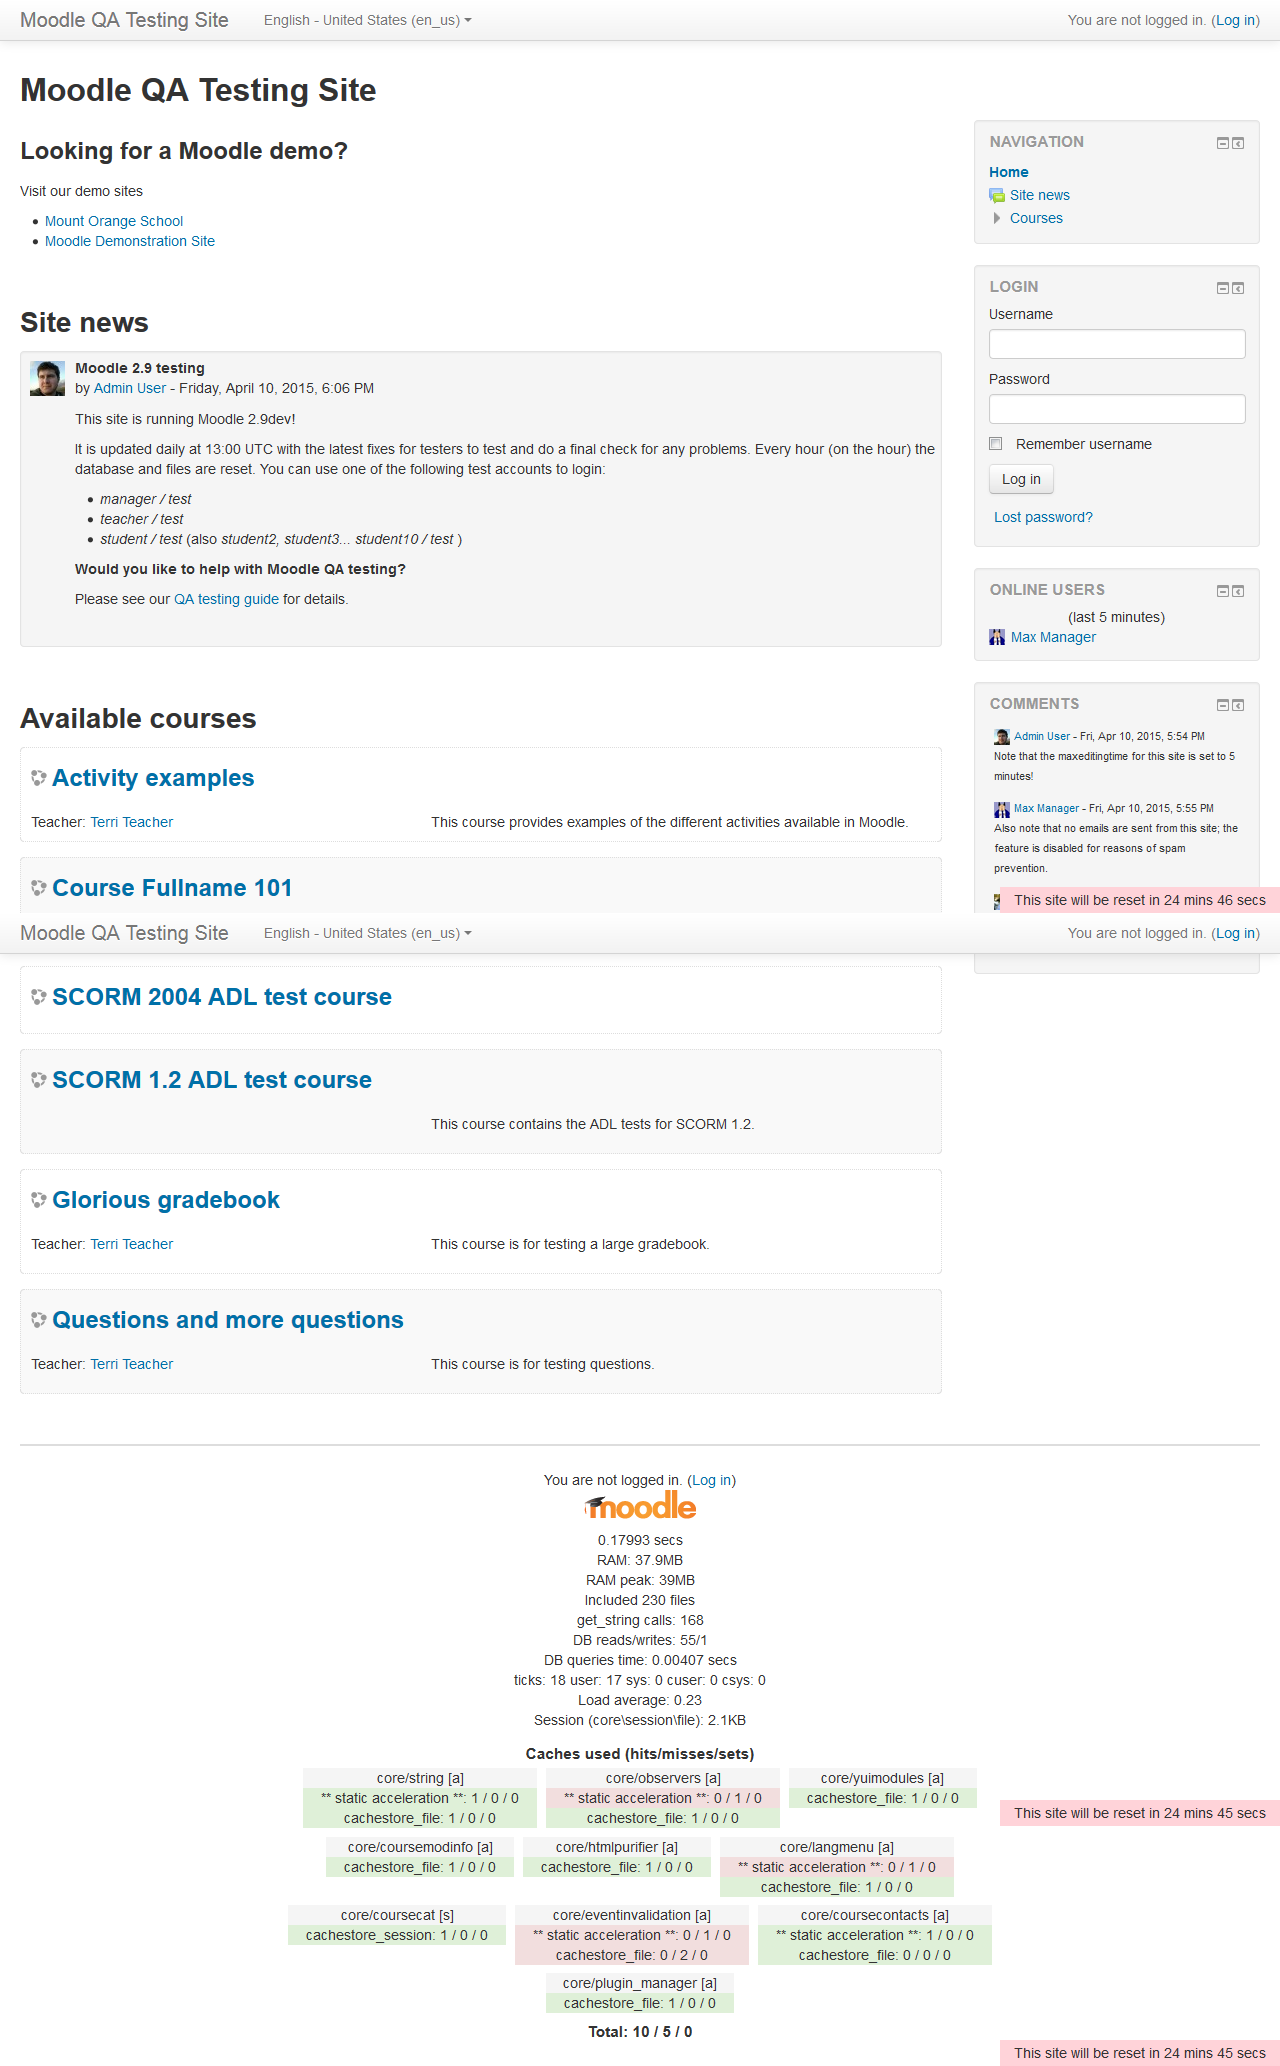 Moodle QA Testing Site
English - United States (en_us)
You are not logged in. (Log in)
Moodle QA Testing Site
Looking for a Moodle demo?
Visit our demo sites
Mount Orange School
Moodle Demonstration Site
Site news
Moodle 2.9 testing
by Admin User - Friday, April 10, 2015, 6:06 PM
This site is running Moodle 2.9dev!
It is updated daily at 13:00 UTC with the latest fixes for testers to test and do a final check for any problems. Every hour (on the hour) the
database and files are reset. You can use one of the following test accounts to login:
manager / test
teacher / test
student / test (also student2, student3... student10 / test )
Would you like to help with Moodle QA testing?
Please see our QA testing guide for details.
Available courses
Activity examples
Teacher: Terri Teacher
This course provides examples of the different activities available in Moodle.
Course Fullname 101
NAVIGATION
Home
Site news
Courses
LOGIN
Username
Password
Remember username
Log in
Lost password?
ONLINE USERS
(last 5 minutes)
Max Manager
COMMENTS
Admin User - Fri, Apr 10, 2015, 5:54 PM
Note that the maxeditingtime for this site is set to 5
minutes!
Max Manager - Fri, Apr 10, 2015, 5:55 PM
Also note that no emails are sent from this site; the
feature is disabled for reasons of spam
prevention.
This site will be reset in 24 mins 46 secs
Moodle QA Testing Site
English - United States (en_us)
You are not logged in. (Log in)
SCORM 2004 ADL test course
SCORM 1.2 ADL test course
This course contains the ADL tests for SCORM 1.2.
Glorious gradebook
Teacher: Terri Teacher
This course is for testing a large gradebook.
Questions and more questions
Teacher: Terri Teacher
This course is for testing questions.
You are not logged in. (Log in)
moodle
0.17993 secs
RAM: 37.9MB
RAM peak: 39MB
Included 230 files
get_string calls: 168
DB reads/writes: 55/1
DB queries time: 0.00407 secs
ticks: 18 user: 17 sys: 0 cuser: 0 csys: 0
Load average: 0.23
Session (core\session\file): 2.1KB
Caches used (hits/misses/sets)
core/string [a]
** static acceleration **: 1 / 0 / 0
cachestore_file: 1 / 0 / 0
core/observers [a]
** static acceleration **: 0 / 1 / 0
cachestore_file: 1 / 0 / 0
core/yuimodules [a]
cachestore_file: 1 / 0 / 0
This site will be reset in 24 mins 45 secs
core/coursemodinfo [a]
cachestore_file: 1 / 0 / 0
core/htmlpurifier [a]
cachestore_file: 1 / 0 / 0
core/langmenu [a]
** static acceleration **: 0 / 1 / 0
cachestore_file: 1 / 0 / 0
core/coursecat [s]
cachestore_session: 1 / 0 / 0
core/eventinvalidation [a]
** static acceleration **: 0 / 1 / 0
cachestore_file: 0 / 2 / 0
core/coursecontacts [a]
** static acceleration **: 1 / 0 / 0
cachestore_file: 0 / 0 / 0
core/plugin_manager [a]
cachestore_file: 1 / 0 / 0
Total: 10 / 5 / 0
This site will be reset in 24 mins 45 secs